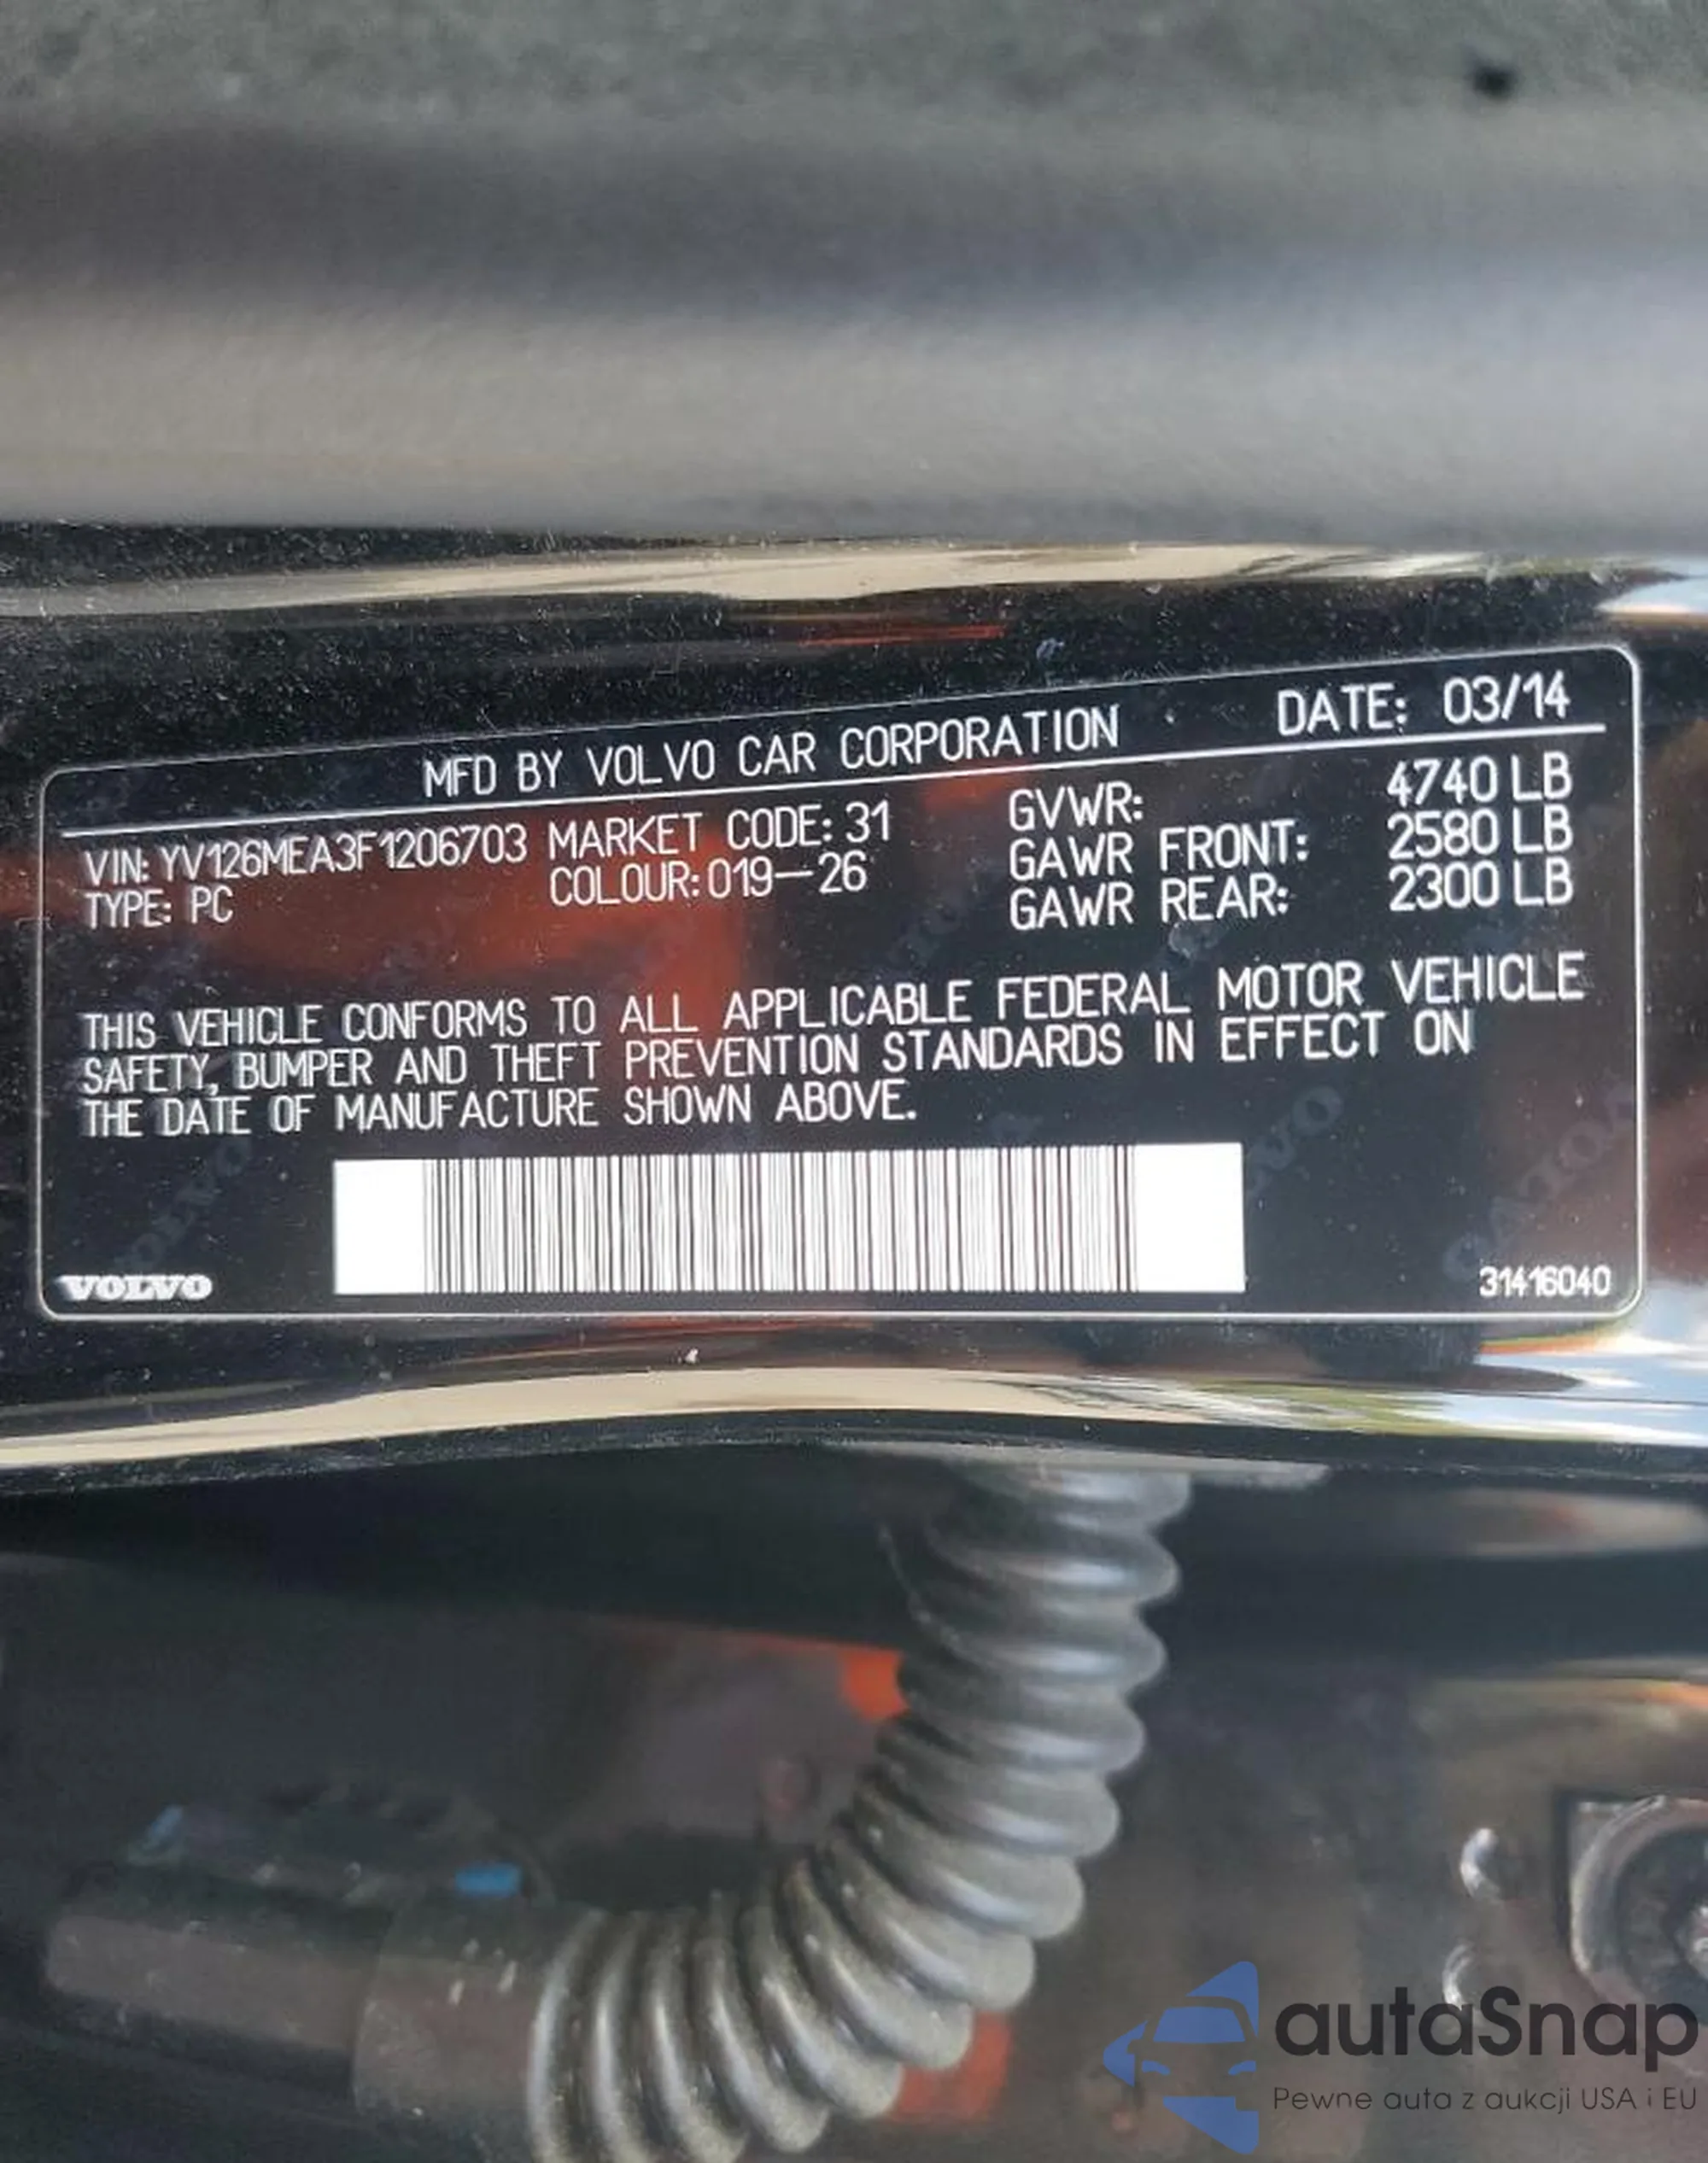 MFD BY VOLVO CAR CORPORATION DATE: 03/14
VIN: YV126MEA3F1206703 MARKET CODE: 31 GVWR: 4740 LB
TYPE: PC COLOUR: 019-26 GAWR FRONT: 2580 LB
GAWR REAR: 2300 LB
THIS VEHICLE CONFORMS TO ALL APPLICABLE FEDERAL MOTOR VEHICLE
SAFETY, BUMPER AND THEFT PREVENTION STANDARDS IN EFFECT ON
THE DATE OF MANUFACTURE SHOWN ABOVE.
VOLVO 31416040
autaSnap
Pewne auta z aukcji USA i EU